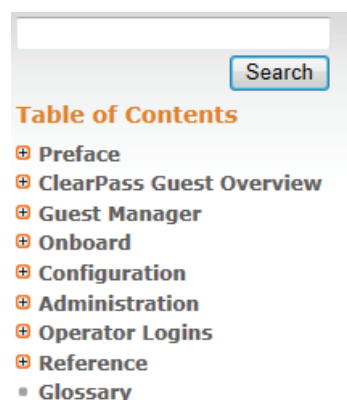 Search
Table of Contents
Preface
ClearPass Guest Overview
Guest Manager
Onboard
Configuration
Administration
Operator Logins
Reference
Glossary